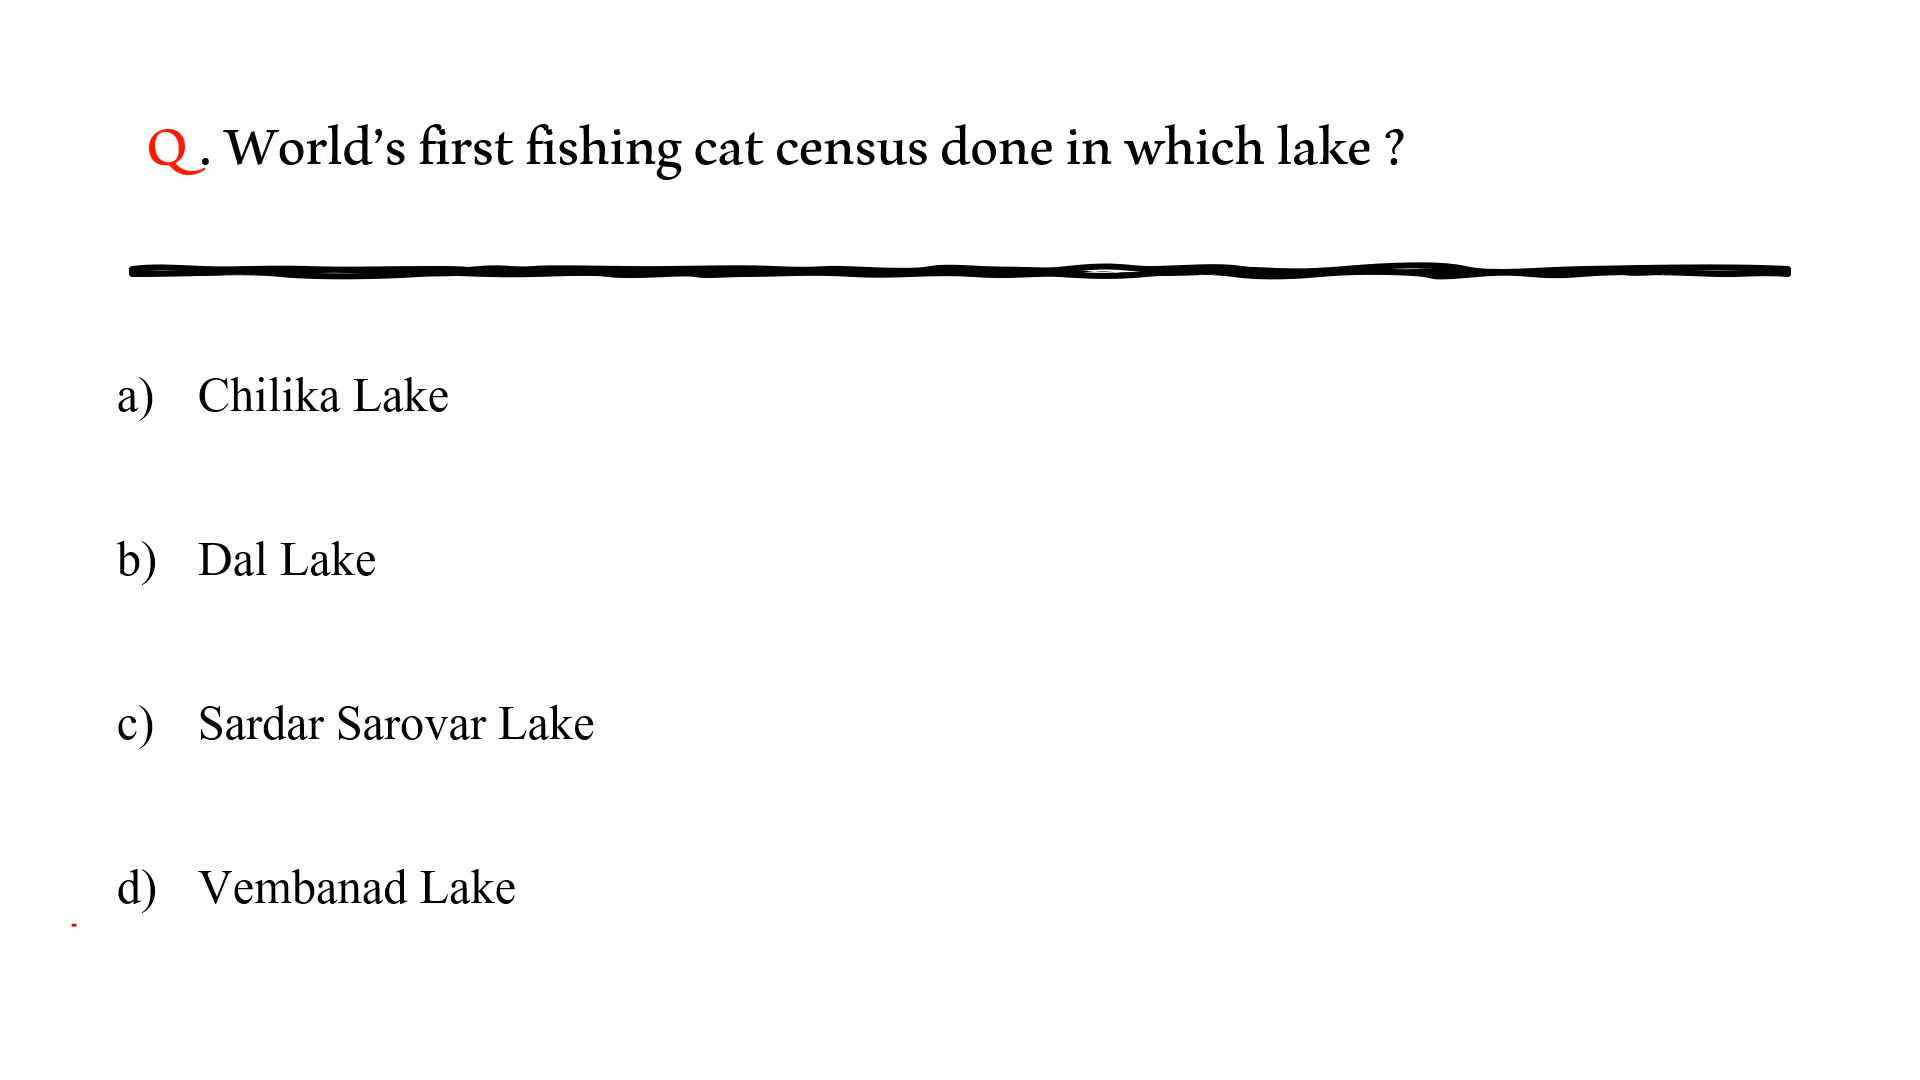 Q. World’s first fishing cat census done in which lake ?
a) Chilika Lake
b) Dal Lake
c) Sardar Sarovar Lake
d) Vembanad Lake